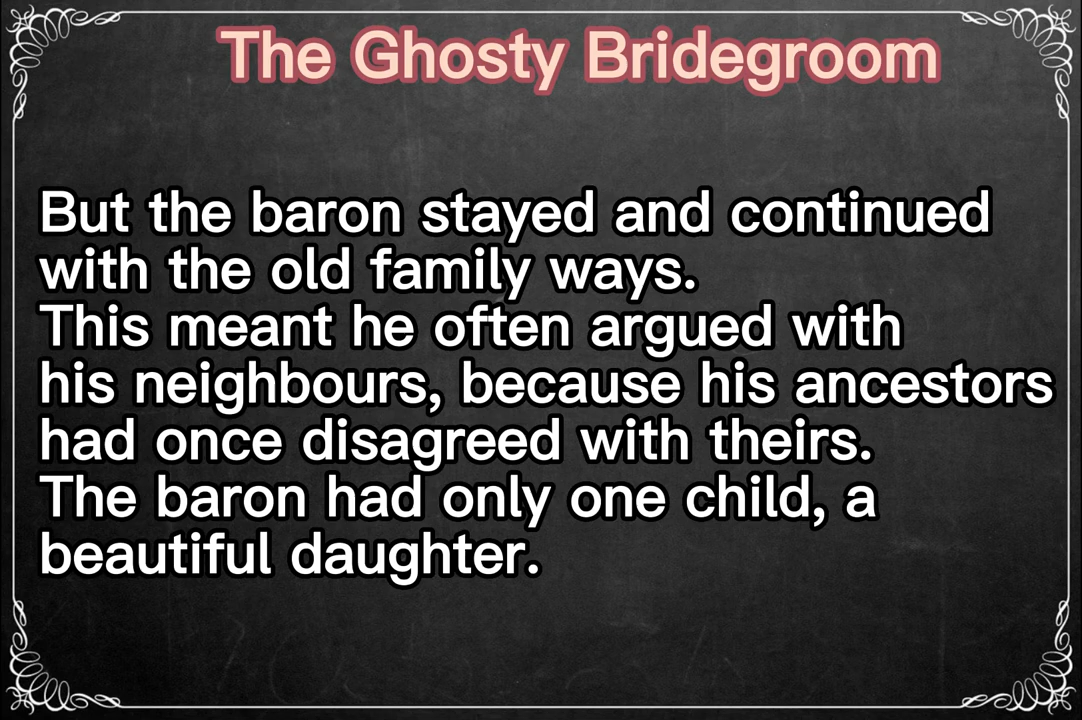 The Ghosty Bridegroom
But the baron stayed and continued
with the old family ways.
This meant he often argued with
his neighbours, because his ancestors
had once disagreed with theirs.
The baron had only one child, a
beautiful daughter.